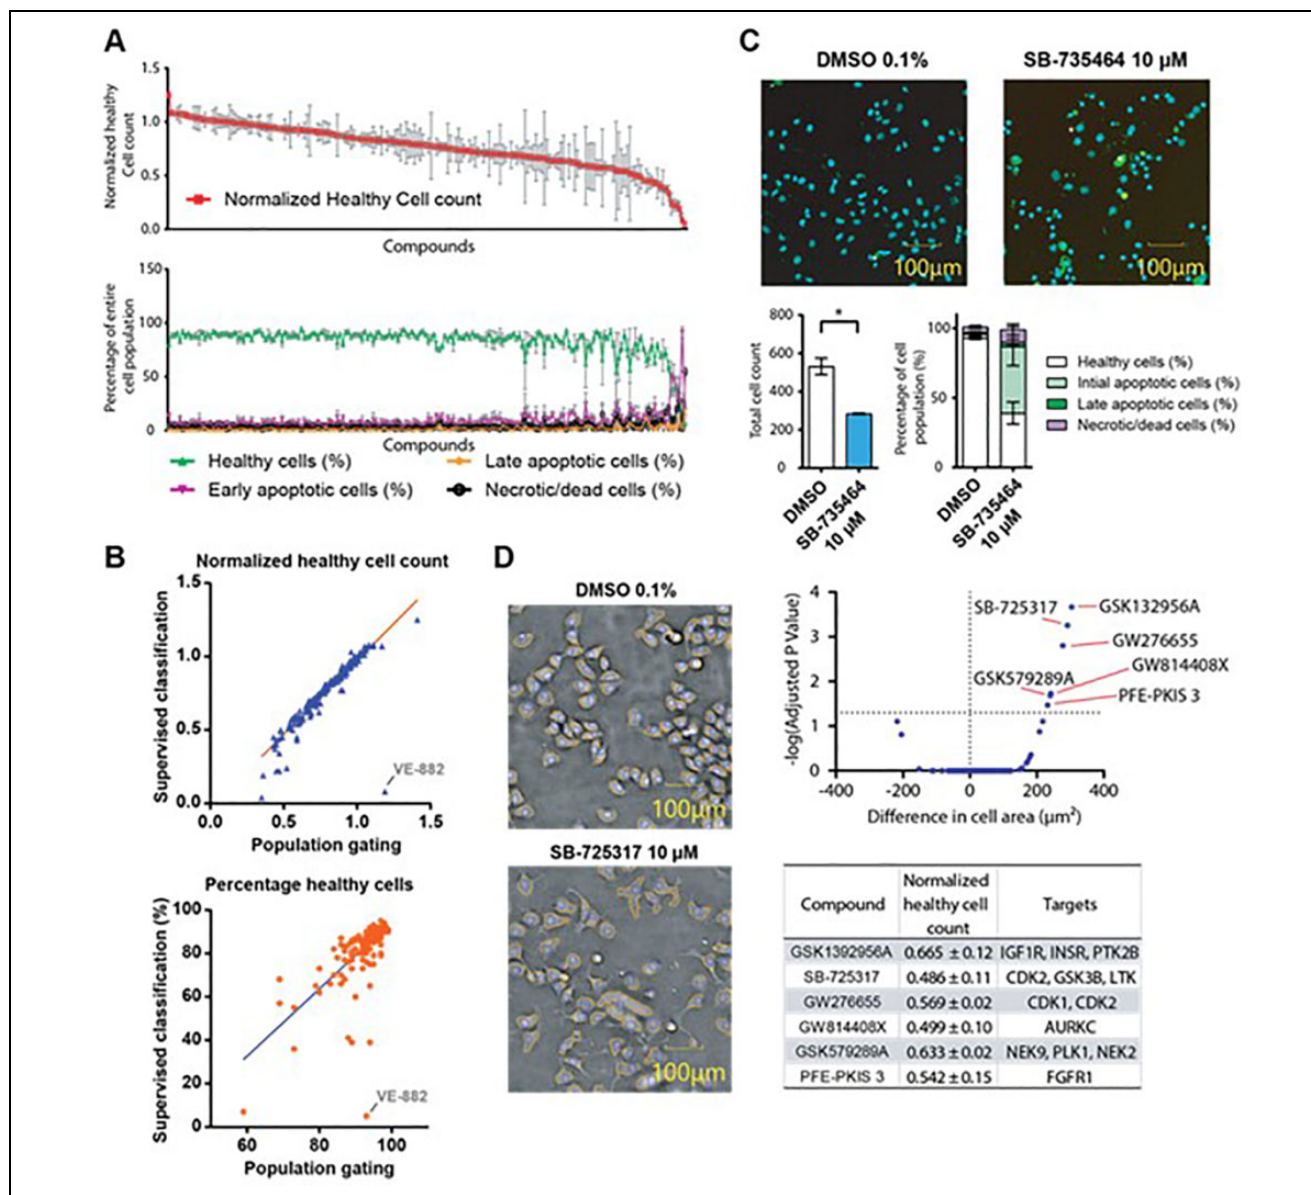 A
1.5
1.0
0.5
0.0
Normalized healthy
Cell count
Normalized Healthy Cell count
Compounds
150
100
50
0
Percentage of entire
cell population
Compounds
Healthy cells (%)
Late apoptotic cells (%)
Early apoptotic cells (%)
Necrotic/dead cells (%)
C
DMSO 0.1%
SB-735464 10 µM
100µm
100µm
800
600
400
200
0
Total cell count
*
DMSO
SB-735464
10 µM
100
50
0
Percentage of cell
population (%)
DMSO
SB-735464
10 µM
Healthy cells (%)
Intial apoptotic cells (%)
Late apoptotic cells (%)
Necrotic/dead cells (%)
B
Normalized healthy cell count
1.5
1.0
0.5
0.0
Supervised classification
VE-882
0.0 0.5 1.0 1.5
Population gating
Percentage healthy cells
100
80
60
40
20
0
Supervised classification (%)
VE-882
60 80 100
Population gating
D
DMSO 0.1%
100µm
SB-725317 10 µM
100µm
4
3
2
1
0
-log(Adjusted P Value)
SB-725317
GSK132956A
GW276655
GW814408X
GSK579289A
PFE-PKIS 3
-400 -200 0 200 400
Difference in cell area (µm²)
Compound Normalized healthy cell count Targets
GSK1392956A 0.665 ± 0.12 IGF1R, INSR, PTK2B
SB-725317 0.486 ± 0.11 CDK2, GSK3B, LTK
GW276655 0.569 ± 0.02 CDK1, CDK2
GW814408X 0.499 ± 0.10 AURKC
GSK579289A 0.633 ± 0.02 NEK9, PLK1, NEK2
PFE-PKIS 3 0.542 ± 0.15 FGFR1